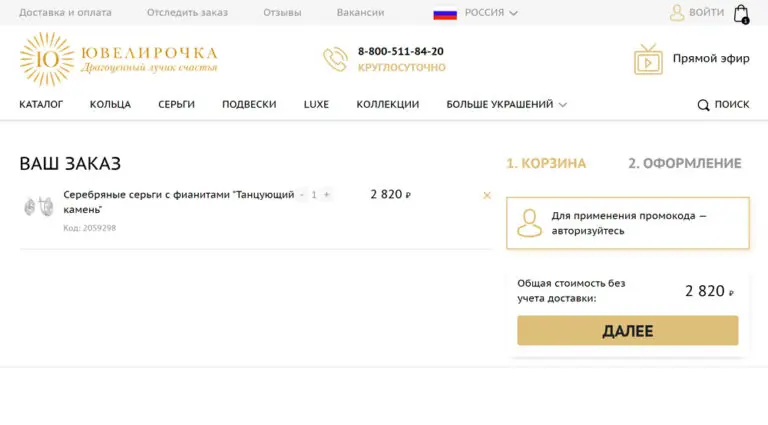 Доставка и оплата Отследить заказ Отзывы Вакансии РОССИЯ ВОЙТИ 1
Ю ЮВЕЛИРОЧКА
Драгоценный лучик счастья
8-800-511-84-20
КРУГЛОСУТОЧНО
Прямой эфир
КАТАЛОГ КОЛЬЦА СЕРЬГИ ПОДВЕСКИ LUXE КОЛЛЕКЦИИ БОЛЬШЕ УКРАШЕНИЙ ПОИСК
ВАШ ЗАКАЗ
Серебряные серьги с фианитами "Танцующий - 1 + 2 820 ₽
камень"
Код: 2059298
1. КОРЗИНА 2. ОФОРМЛЕНИЕ
Для применения промокода —
авторизуйтесь
Общая стоимость без
учета доставки: 2 820 ₽
ДАЛЕЕ